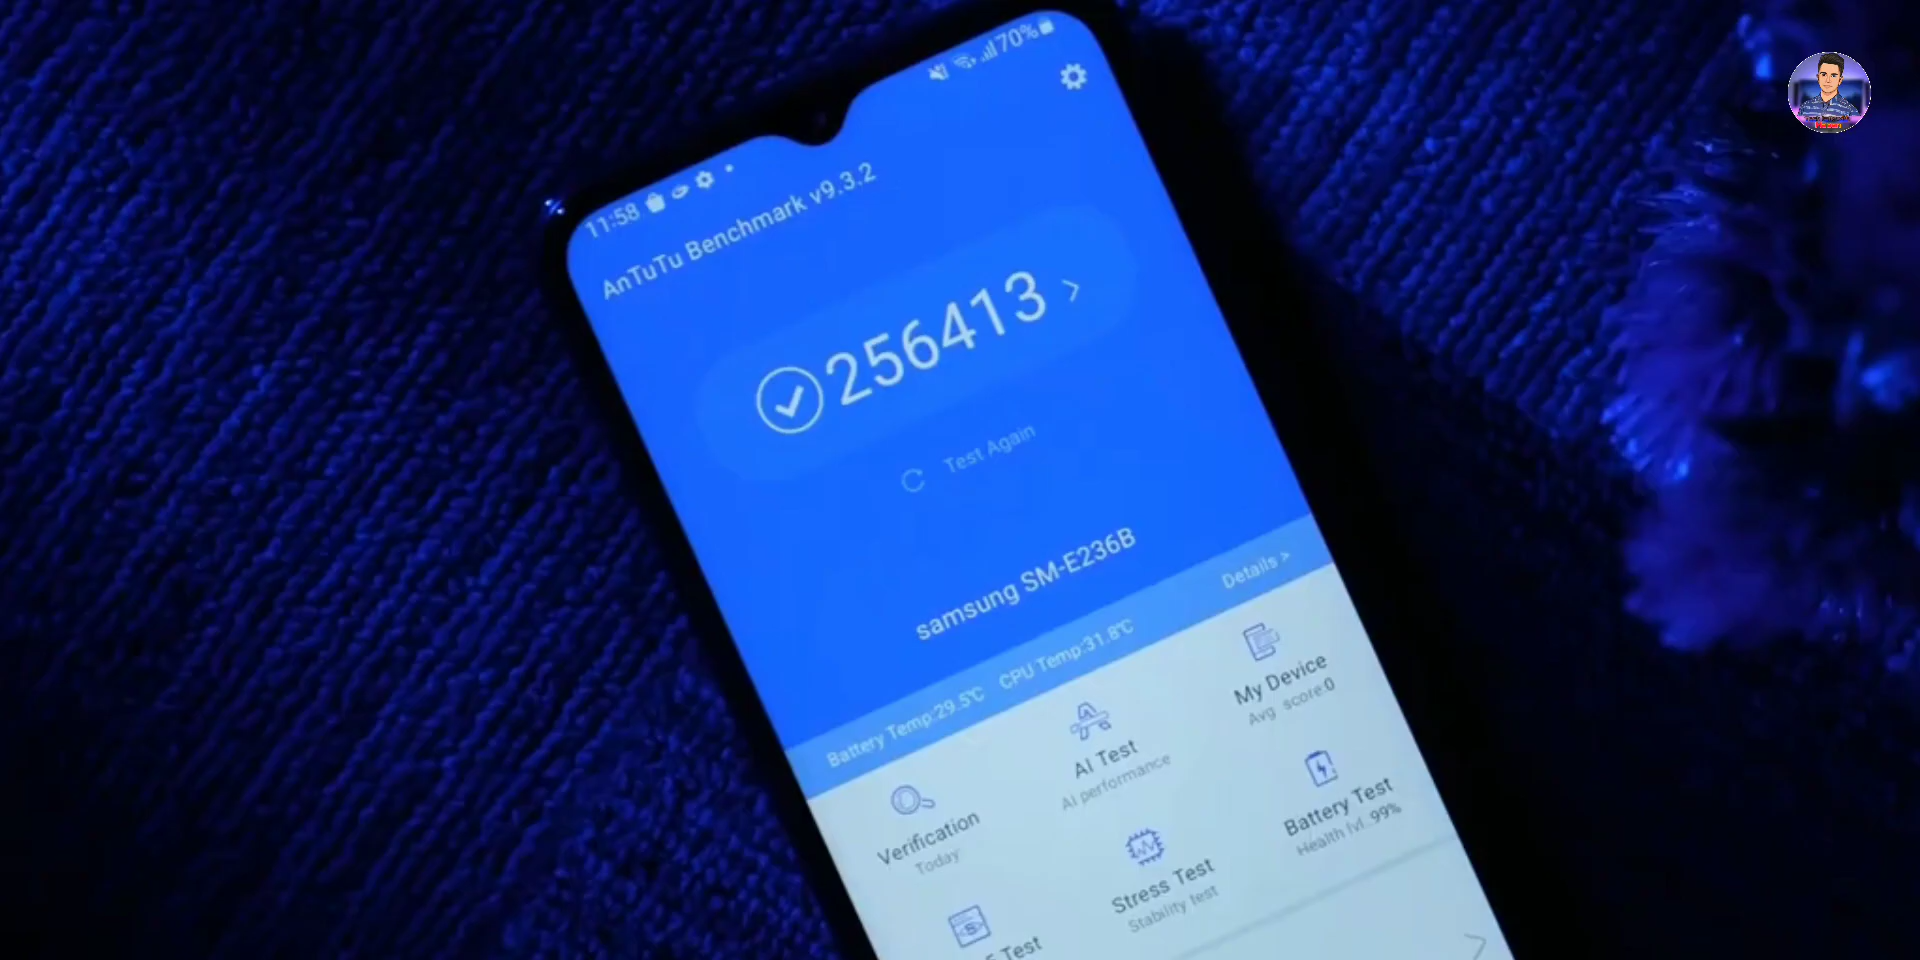 11:58
70%
AnTuTu Benchmark v9.3.2
256413 >
Test Again
samsung SM-E236B
Battery Temp:29.5℃ CPU Temp:31.8℃ Details >
Verification
Today
AI Test
AI performance
My Device
Avg. score:0
Test
Stress Test
Stability test
Battery Test
Health lvl. 99%